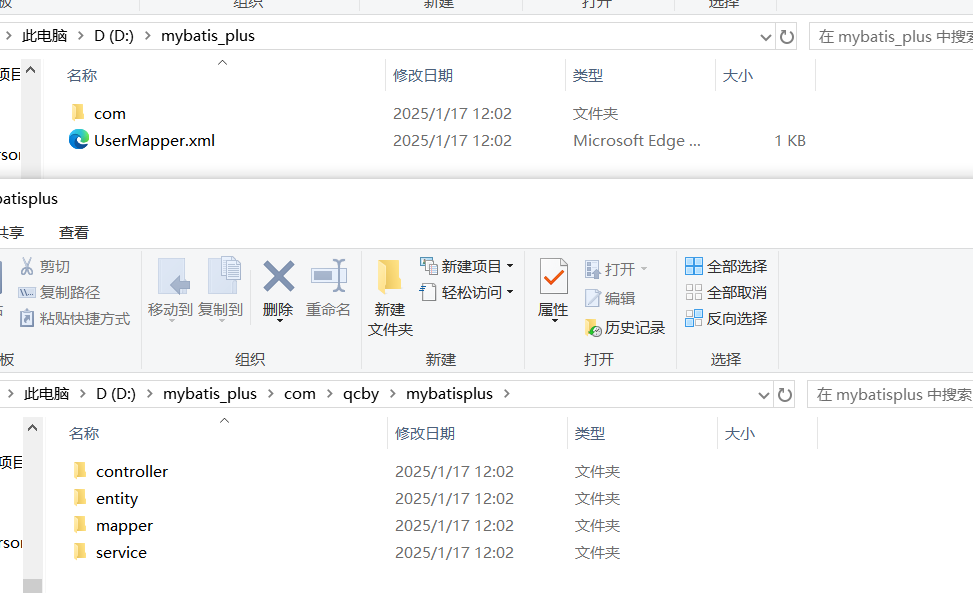 板 组织 新建 打开 选择
此电脑 D (D:) mybatis_plus 在 mybatis_plus 中搜索
项目 名称 修改日期 类型 大小
com 2025/1/17 12:02 文件夹
UserMapper.xml 2025/1/17 12:02 Microsoft Edge ... 1 KB
batisplus
共享 查看
剪切
复制路径
粘贴快捷方式
移动到 复制到 删除 重命名
新建
文件夹
新建项目
轻松访问
属性
打开
编辑
历史记录
全部选择
全部取消
反向选择
板 组织 新建 打开 选择
此电脑 D (D:) mybatis_plus com qcby mybatisplus 在 mybatisplus 中搜索
名称 修改日期 类型 大小
项目
controller 2025/1/17 12:02 文件夹
entity 2025/1/17 12:02 文件夹
mapper 2025/1/17 12:02 文件夹
service 2025/1/17 12:02 文件夹